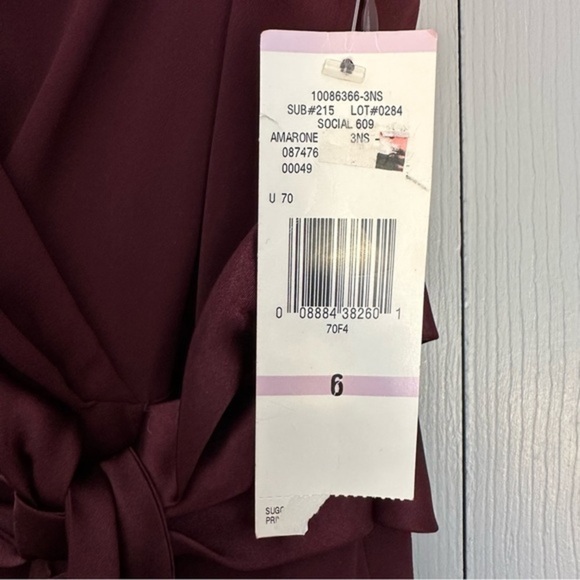 10086366-3NS
SUB#215 LOT#0284
SOCIAL 609
AMARONE 3NS -
087476
00049
U 70
0 08884 38260 1
70F4
6